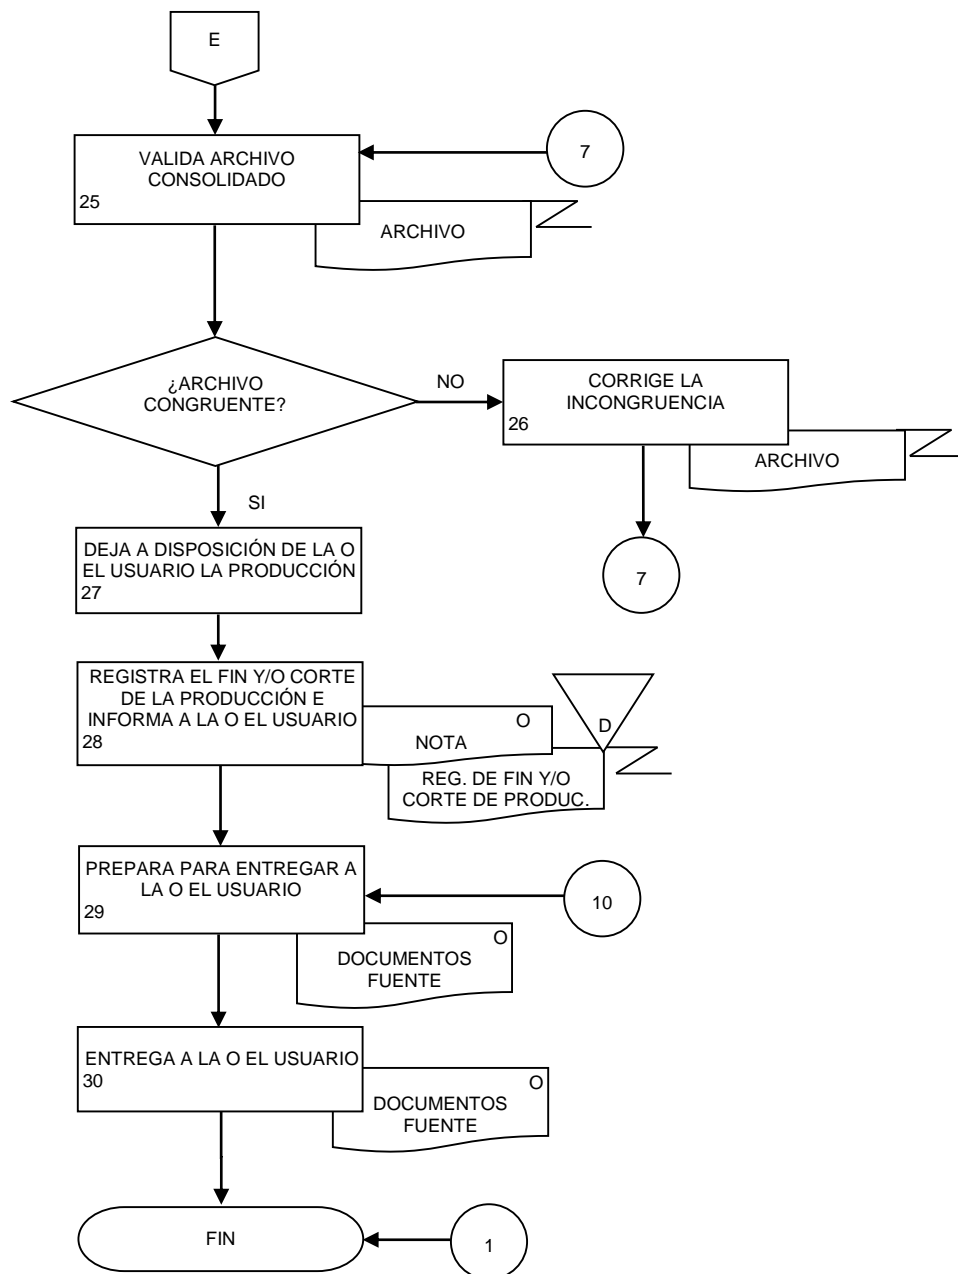 E
VALIDA ARCHIVO
CONSOLIDADO
25
7
ARCHIVO
¿ARCHIVO
CONGRUENTE?
NO
CORRIGE LA
INCONGRUENCIA
26
ARCHIVO
7
SI
DEJA A DISPOSICIÓN DE LA O
EL USUARIO LA PRODUCCIÓN
27
REGISTRA EL FIN Y/O CORTE
DE LA PRODUCCIÓN E
INFORMA A LA O EL USUARIO
28
O
NOTA
D
REG. DE FIN Y/O
CORTE DE PRODUC.
PREPARA PARA ENTREGAR A
LA O EL USUARIO
29
10
O
DOCUMENTOS
FUENTE
ENTREGA A LA O EL USUARIO
30
O
DOCUMENTOS
FUENTE
FIN
1